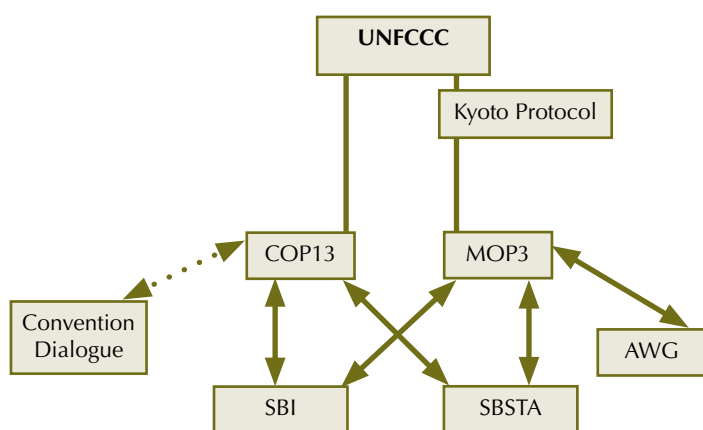 UNFCCC
Kyoto Protocol
COP13
MOP3
Convention
Dialogue
AWG
SBI
SBSTA